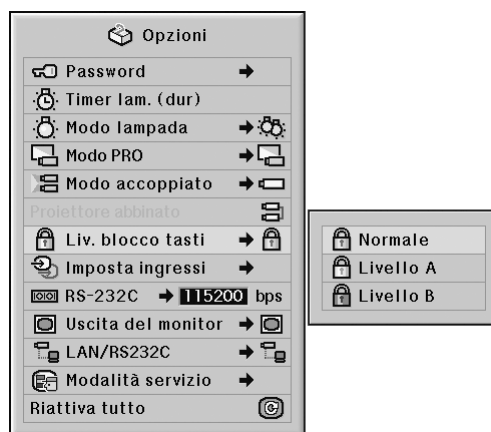 Opzioni
Password
Timer lam. (dur)
Modo lampada
Modo PRO
Modo accoppiato
Proiettore abbinato
Liv. blocco tasti
Imposta ingressi
RS-232C 115200 bps
Uscita del monitor
LAN/RS232C
Modalità servizio
Riattiva tutto
Normale
Livello A
Livello B